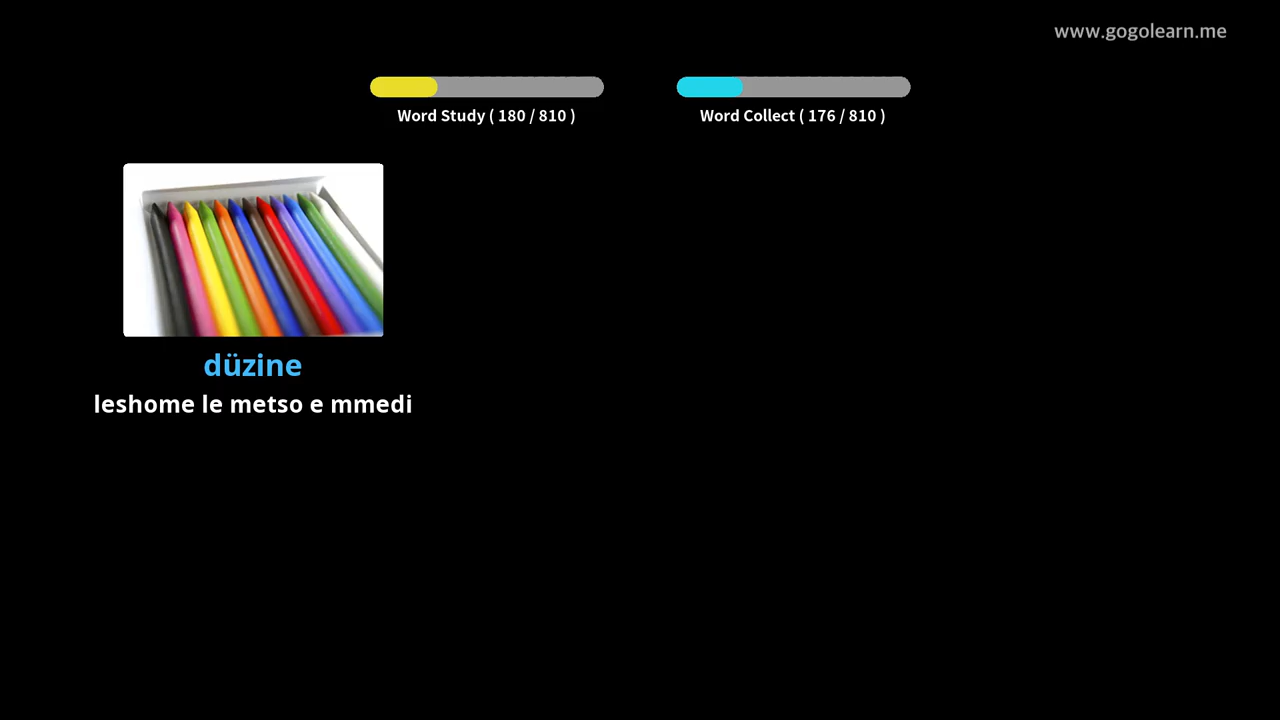 www.gogolearn.me
Word Study ( 180 / 810 )
Word Collect ( 176 / 810 )
düzine
leshome le metso e mmedi